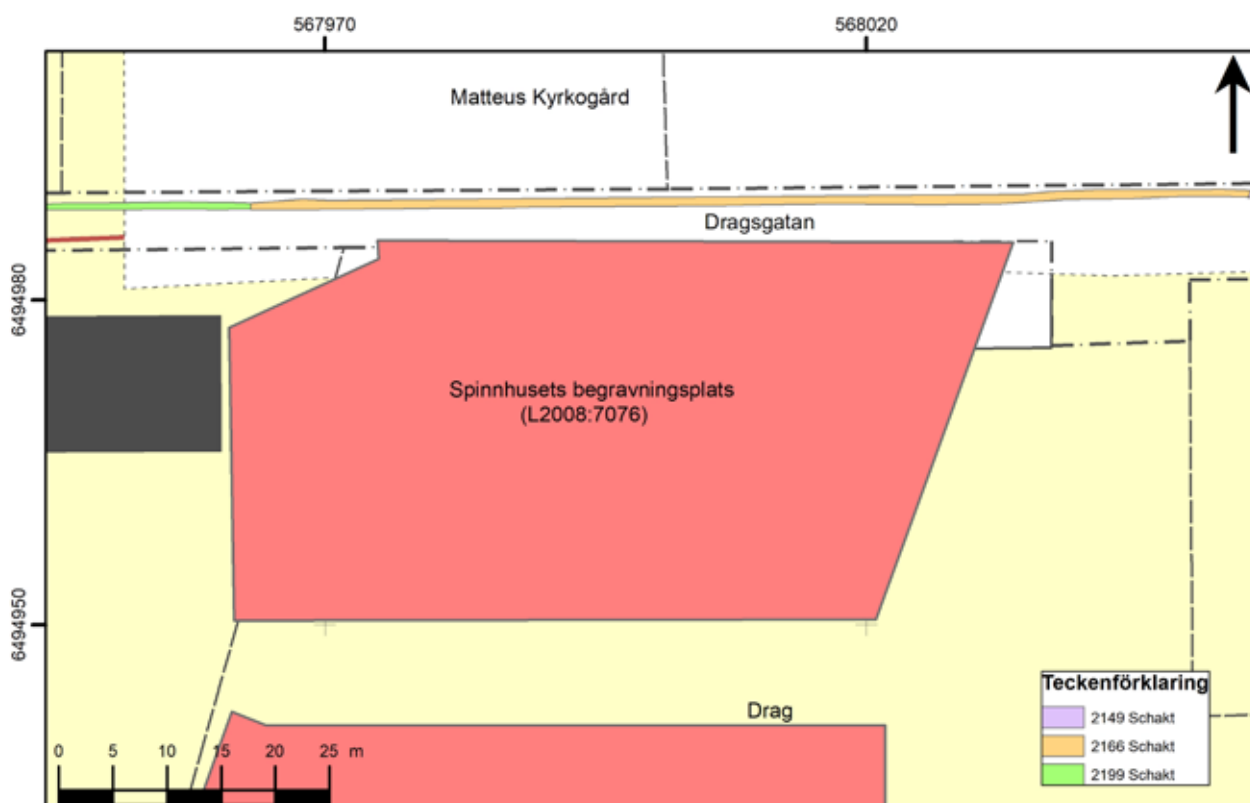 567970
568020
Matteus Kyrkogård
Dragsgatan
6494980
Spinnhusets begravningsplats
(L2008:7076)
6494950
Teckenförklaring
2149 Schakt
2166 Schakt
2199 Schakt
Drag
0 5 10 15 20 25 m